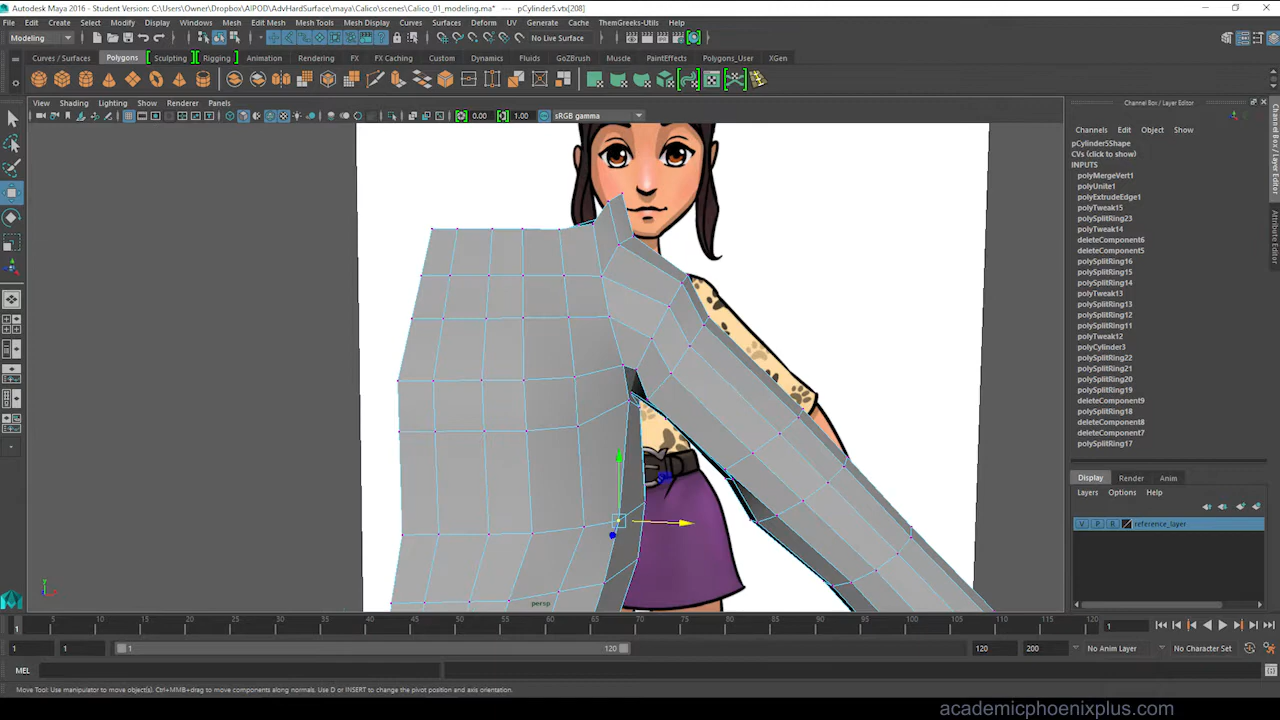 Autodesk Maya 2016 - Student Version: C:\Users\Owner\Dropbox\AIPOD\AdvHardSurface\maya\Calico\scenes\Calico_01_modeling.ma* --- pCylinder5.vtx[208]
File Edit Create Select Modify Display Windows Mesh Edit Mesh Mesh Tools Mesh Display Curves Surfaces Deform UV Generate Cache ThemGreeks-Utils Help
Modeling No Live Surface
Curves / Surfaces Polygons Sculpting Rigging Animation Rendering FX FX Caching Custom Dynamics Fluids GoZBrush Muscle PaintEffects Polygons_User XGen
View Shading Lighting Show Renderer Panels
0.00 1.00 sRGB gamma
Channel Box / Layer Editor
Channels Edit Object Show
pCylinder5Shape
CVs (click to show)
INPUTS
polyMergeVert1
polyUnite1
polyExtrudeEdge1
polyTweak15
polySplitRing23
polyTweak14
deleteComponent6
deleteComponent5
polySplitRing16
polySplitRing15
polySplitRing14
polyTweak13
polySplitRing13
polySplitRing12
polySplitRing11
polyTweak12
polyCylinder3
polySplitRing22
polySplitRing21
polySplitRing20
polySplitRing19
deleteComponent9
polySplitRing18
deleteComponent8
deleteComponent7
polySplitRing17
Channel Box / Layer Editor
Attribute Editor
Display Render Anim
Layers Options Help
V P R reference_layer
persp
1 5 10 15 20 25 30 35 40 45 50 55 60 65 70 75 80 85 90 95 100 105 110 115 120 1
1 1 1 120 120 200 No Anim Layer No Character Set
MEL
Move Tool: Use manipulator to move object(s). Ctrl+MMB+drag to move components along normals. Use D or INSERT to change the pivot position and axis orientation.
academicphoenixplus.com